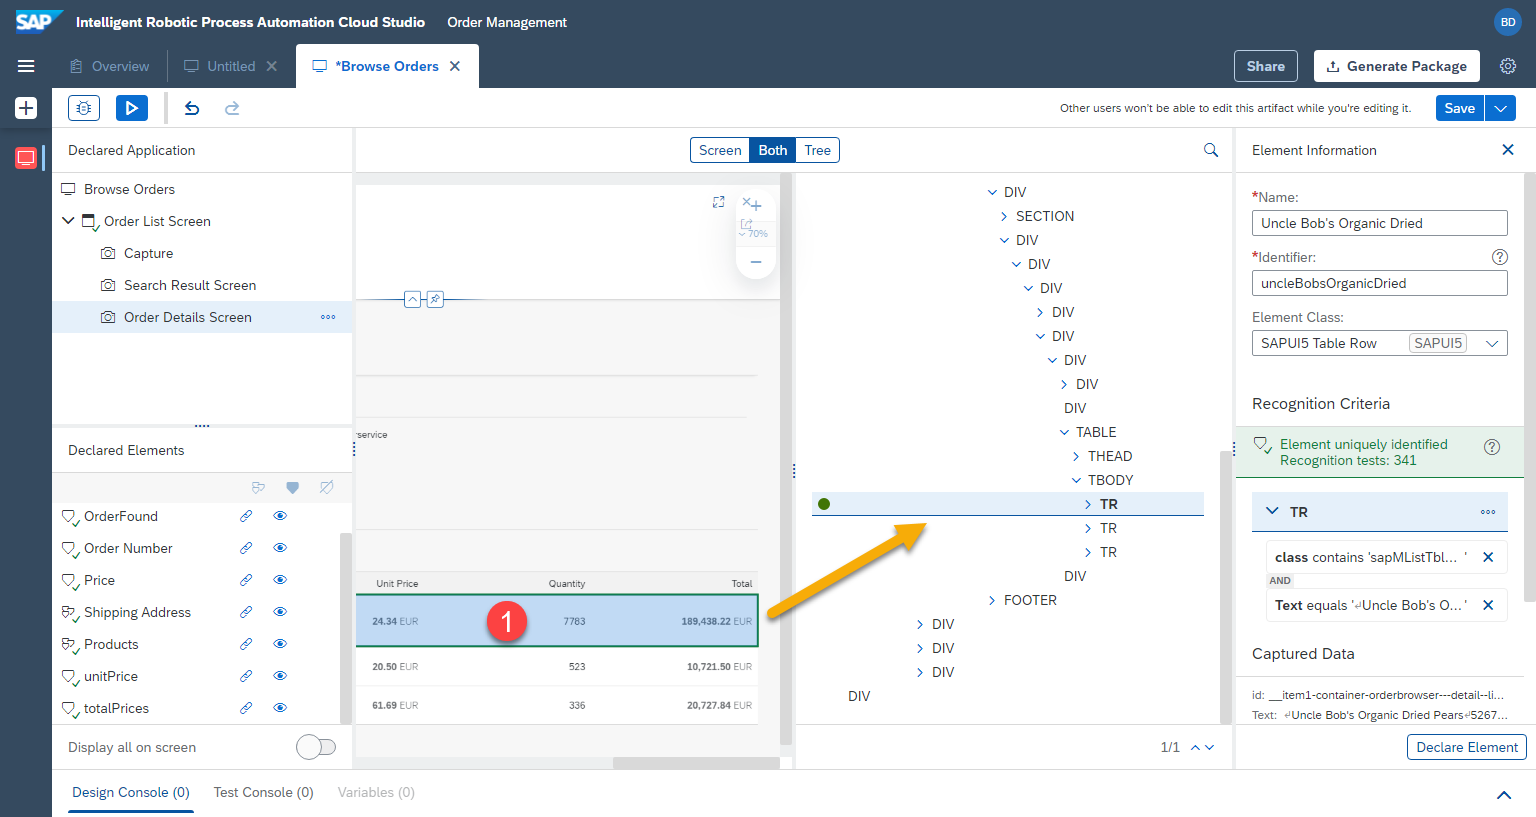 SAP Intelligent Robotic Process Automation Cloud Studio Order Management BD
Overview Untitled *Browse Orders Share Generate Package
Other users won't be able to edit this artifact while you're editing it. Save
Declared Application
Browse Orders
Order List Screen
Capture
Search Result Screen
Order Details Screen
Declared Elements
OrderFound
Order Number
Price
Shipping Address
Products
unitPrice
totalPrices
Display all on screen
Screen Both Tree
70%
service
Unit Price Quantity Total
24.34 EUR 1 7783 189,438.22 EUR
20.50 EUR 523 10,721.50 EUR
61.69 EUR 336 20,727.84 EUR
DIV
SECTION
DIV
DIV
DIV
DIV
DIV
DIV
DIV
DIV
TABLE
THEAD
TBODY
TR
TR
TR
DIV
FOOTER
DIV
DIV
DIV
DIV
1/1
Element Information
*Name:
Uncle Bob's Organic Dried
*Identifier:
uncleBobsOrganicDried
Element Class:
SAPUI5 Table Row SAPUI5
Recognition Criteria
Element uniquely identified
Recognition tests: 341
TR
class contains 'sapMListTbl... '
AND
Text equals '↵Uncle Bob's O... '
Captured Data
id: __item1-container-orderbrowser---detail--li...
Text: ↵Uncle Bob's Organic Dried Pears↵5267...
Declare Element
Design Console (0) Test Console (0) Variables (0)